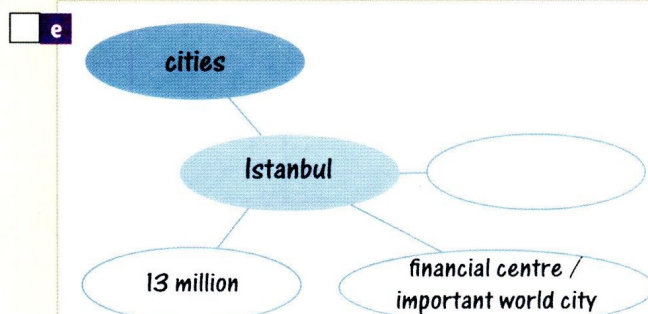 e
cities
Istanbul
13 million
financial centre /
important world city